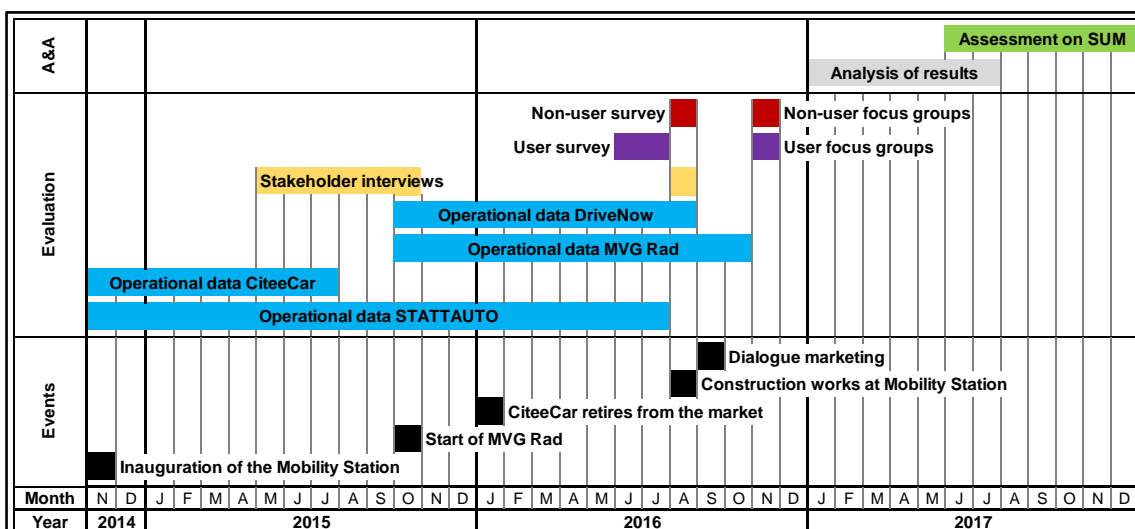 A&A
Assessment on SUM
Analysis of results
Evaluation
Non-user survey
Non-user focus groups
User survey
User focus groups
Stakeholder interviews
Operational data DriveNow
Operational data MVG Rad
Operational data CiteeCar
Operational data STATTAUTO
Events
Dialogue marketing
Construction works at Mobility Station
CiteeCar retires from the market
Start of MVG Rad
Inauguration of the Mobility Station
Month N D J F M A M J J A S O N D J F M A M J J A S O N D J F M A M J J A S O N D
Year 2014 2015 2016 2017